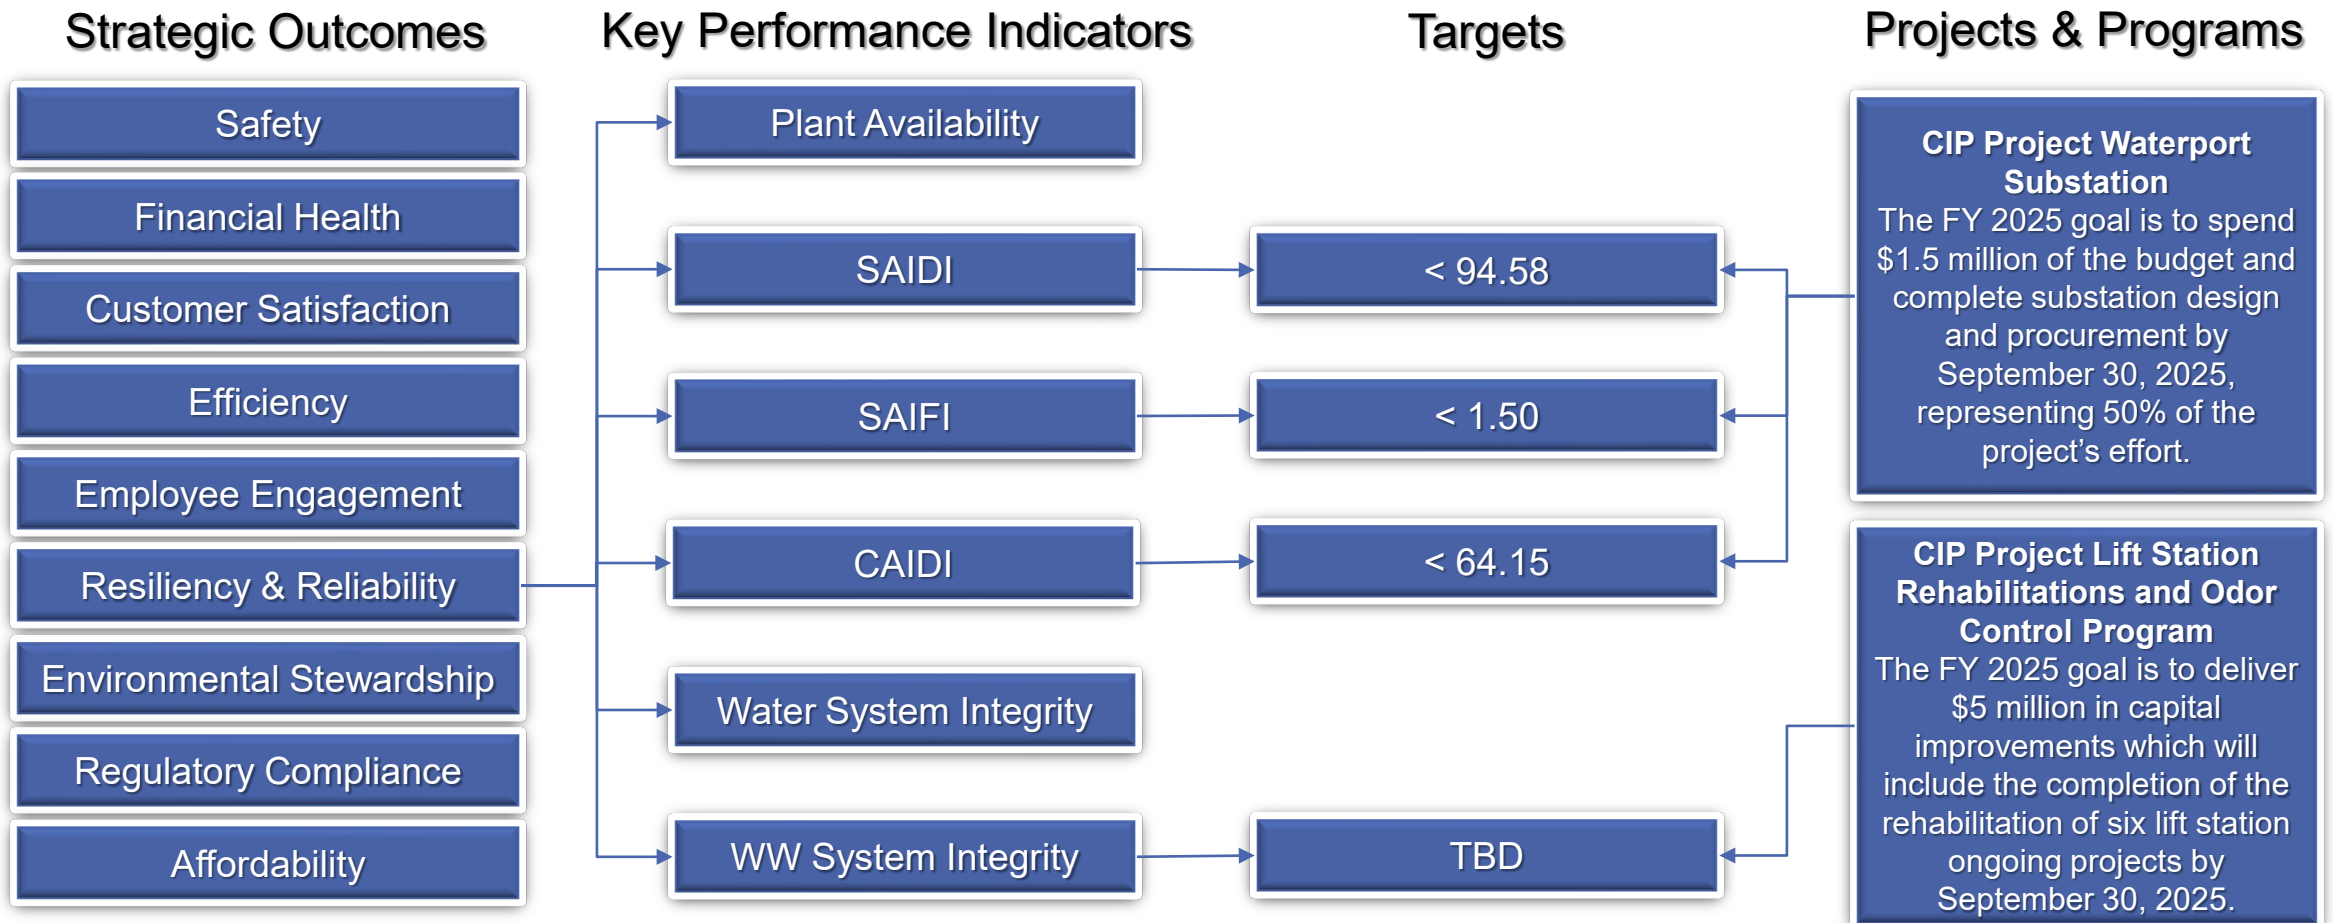 Strategic Outcomes
Safety
Financial Health
Customer Satisfaction
Efficiency
Employee Engagement
Resiliency & Reliability
Environmental Stewardship
Regulatory Compliance
Affordability
Key Performance Indicators
Plant Availability
SAIDI
SAIFI
CAIDI
Water System Integrity
WW System Integrity
Targets
< 94.58
< 1.50
< 64.15
TBD
Projects & Programs
CIP Project Waterport
Substation
The FY 2025 goal is to spend
$1.5 million of the budget and
complete substation design
and procurement by
September 30, 2025,
representing 50% of the
project’s effort.
CIP Project Lift Station
Rehabilitations and Odor
Control Program
The FY 2025 goal is to deliver
$5 million in capital
improvements which will
include the completion of the
rehabilitation of six lift station
ongoing projects by
September 30, 2025.